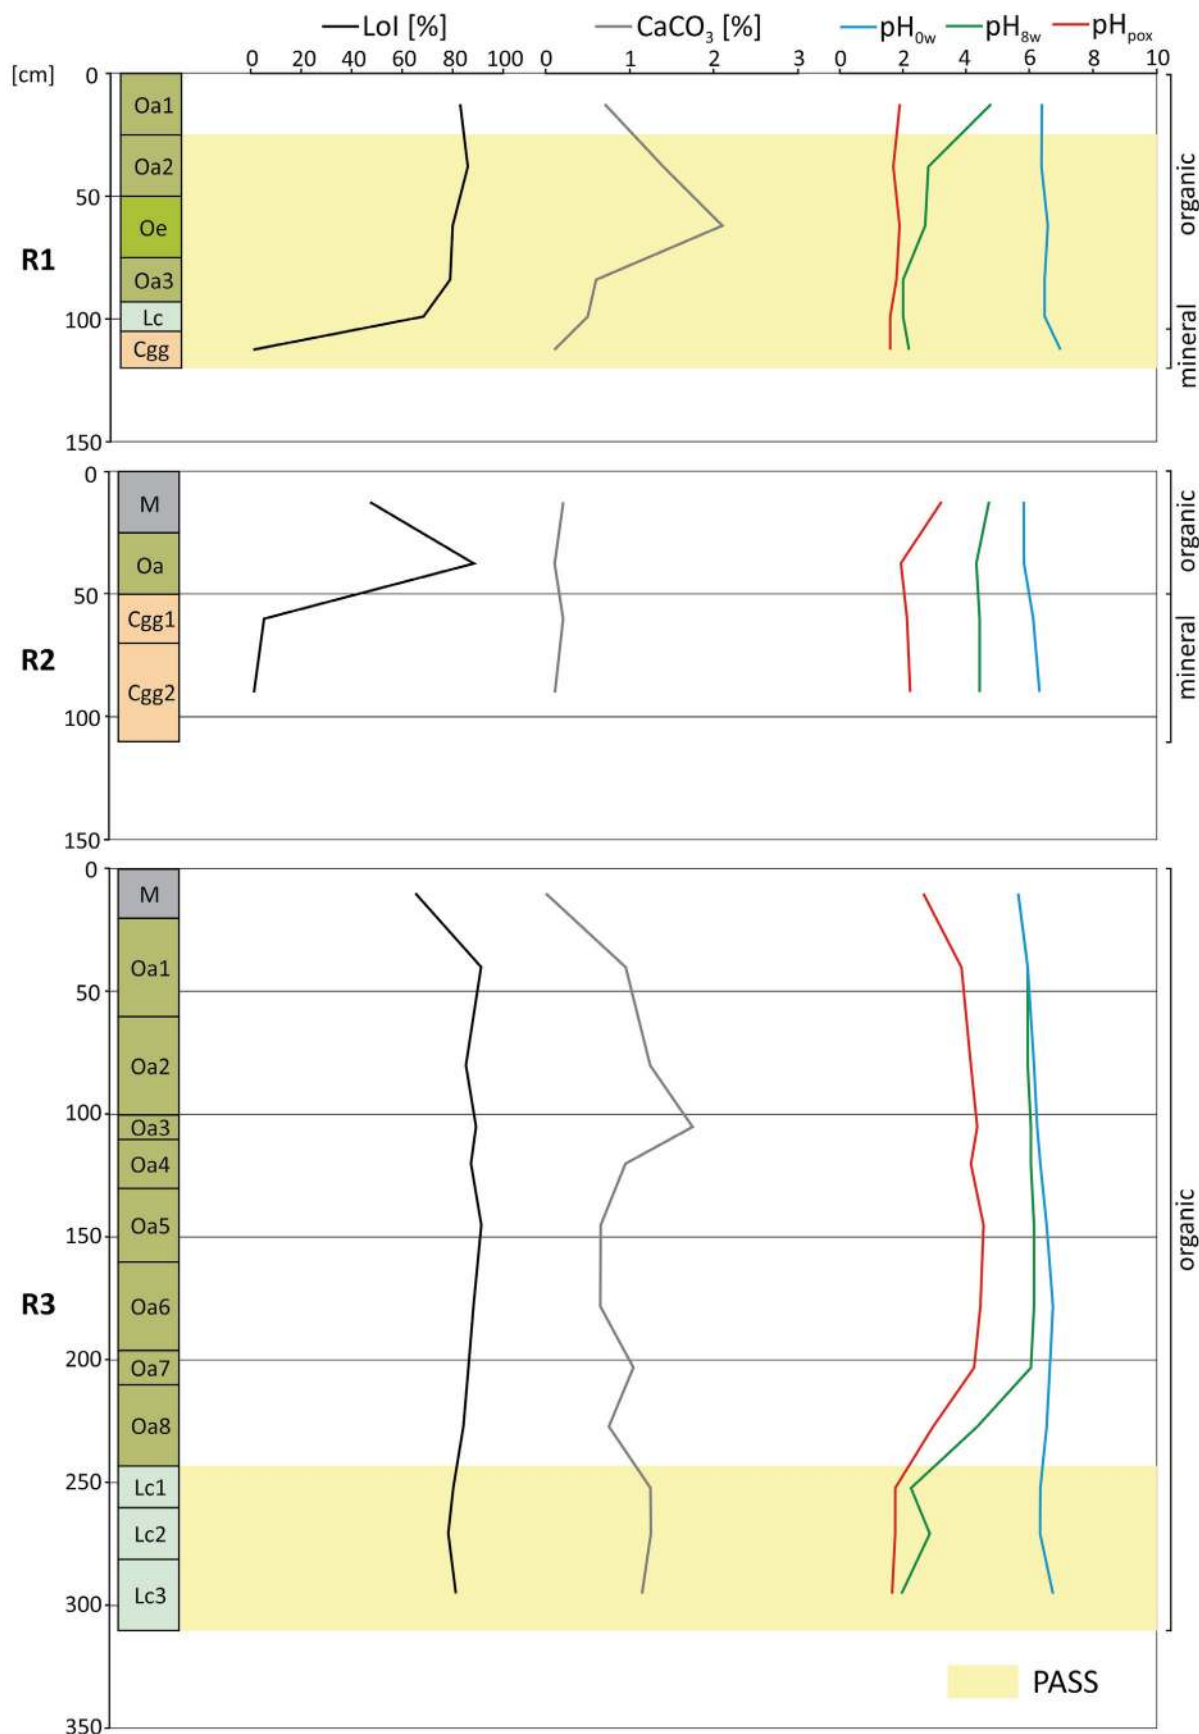 LoI [%] CaCO₃ [%] pH₀w pH₈w pHpox
[cm] 0 20 40 60 80 100 0 1 2 3 0 2 4 6 8 10
R1
0
50
100
150
Oa1
Oa2
Oe
Oa3
Lc
Cgg
organic
mineral
R2
0
50
100
150
M
Oa
Cgg1
Cgg2
organic
mineral
R3
0
50
100
150
200
250
300
350
M
Oa1
Oa2
Oa3
Oa4
Oa5
Oa6
Oa7
Oa8
Lc1
Lc2
Lc3
organic
PASS